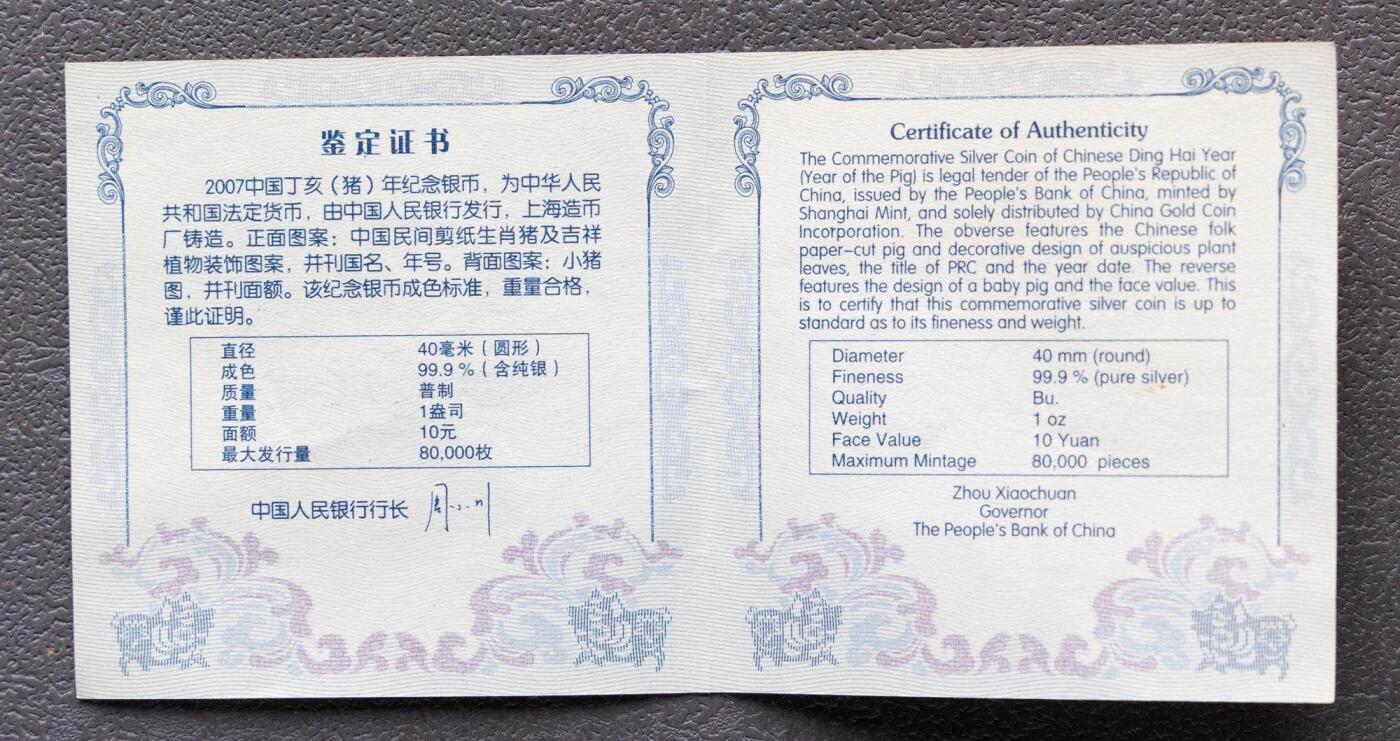 鉴定证书
2007中国丁亥（猪）年纪念银币，为中华人民
共和国法定货币，由中国人民银行发行，上海造币
厂铸造。正面图案：中国民间剪纸生肖猪及吉祥
植物装饰图案，并刊国名、年号。背面图案：小猪
图，并刊面额。该纪念银币成色标准，重量合格，
谨此证明。
直径 40毫米（圆形）
成色 99.9 %（含纯银）
质量 普制
重量 1盎司
面额 10元
最大发行量 80,000枚
中国人民银行行长 周小川
Certificate of Authenticity
The Commemorative Silver Coin of Chinese Ding Hai Year
(Year of the Pig) is legal tender of the People's Republic of
China, issued by the People's Bank of China, minted by
Shanghai Mint, and solely distributed by China Gold Coin
Incorporation. The obverse features the Chinese folk
paper-cut pig and decorative design of auspicious plant
leaves, the title of PRC and the year date. The reverse
features the design of a baby pig and the face value. This
is to certify that this commemorative silver coin is up to
standard as to its fineness and weight.
Diameter 40 mm (round)
Fineness 99.9 % (pure silver)
Quality Bu.
Weight 1 oz
Face Value 10 Yuan
Maximum Mintage 80,000 pieces
Zhou Xiaochuan
Governor
The People's Bank of China